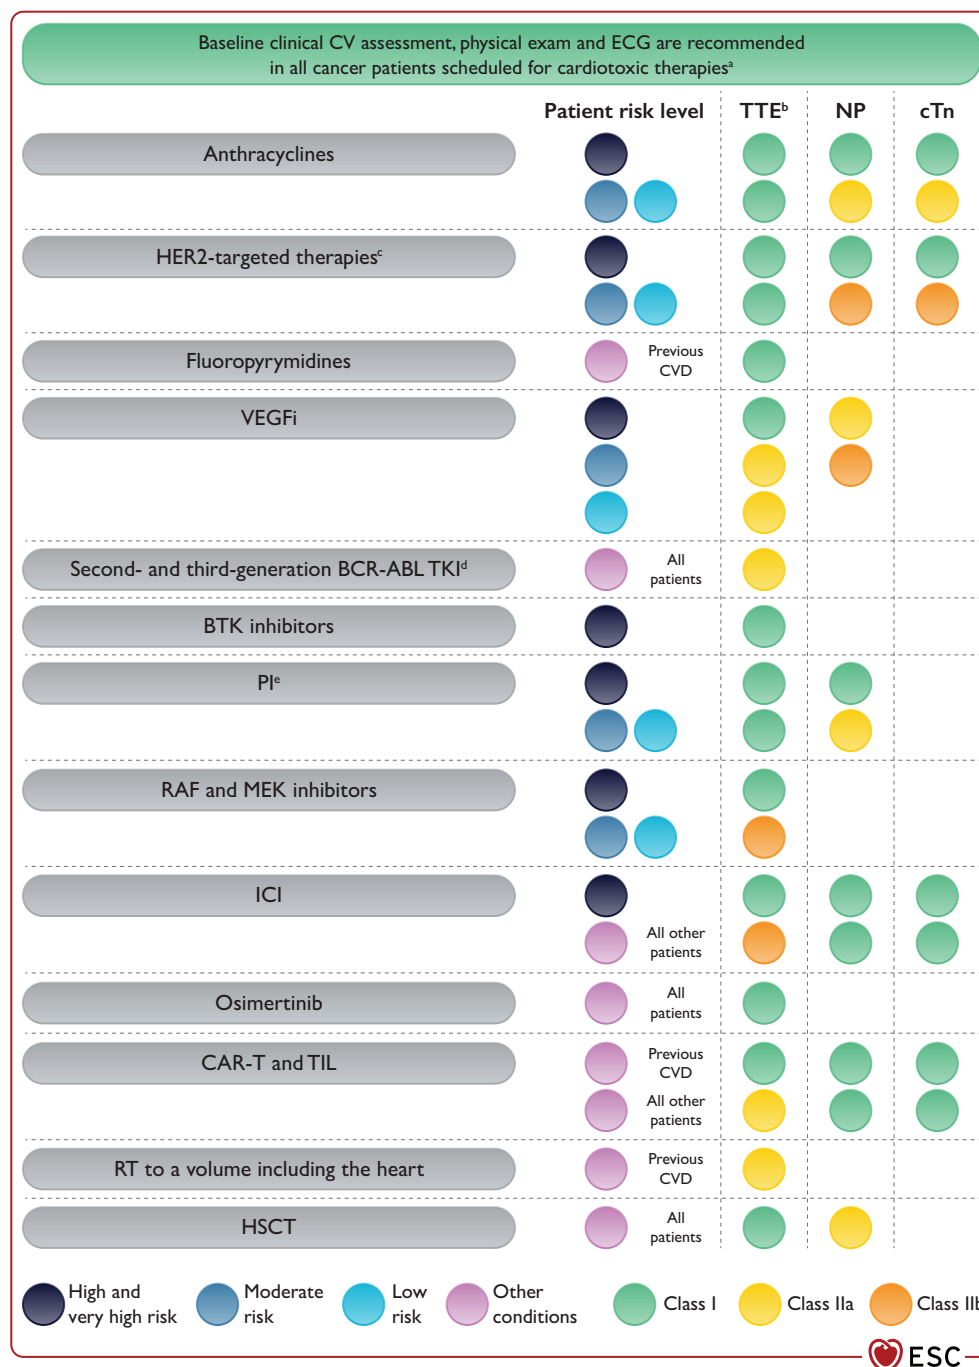 Baseline clinical CV assessment, physical exam and ECG are recommended
in all cancer patients scheduled for cardiotoxic therapiesᵃ
Patient risk level TTEᵇ NP cTn
Anthracyclines
HER2-targeted therapiesᶜ
Fluoropyrymidines Previous
CVD
VEGFi
Second- and third-generation BCR-ABL TKIᵈ All
patients
BTK inhibitors
PIᵉ
RAF and MEK inhibitors
ICI
All other
patients
Osimertinib All
patients
CAR-T and TIL Previous
CVD
All other
patients
RT to a volume including the heart Previous
CVD
HSCT All
patients
High and
very high risk
Moderate
risk
Low
risk
Other
conditions
Class I
Class IIa
Class IIb
ESC